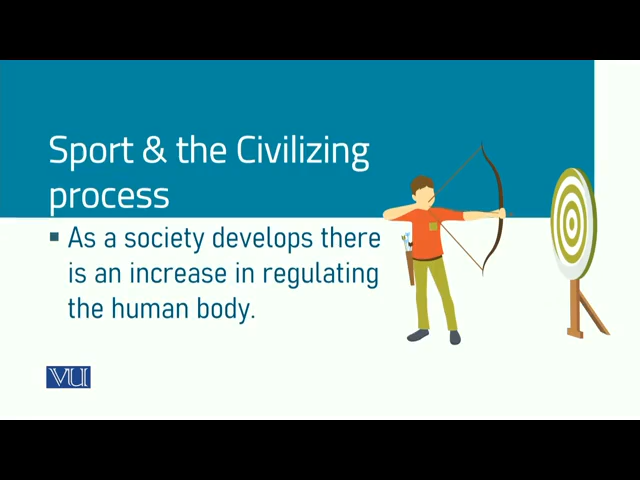 Sport & the Civilizing
process
▪ As a society develops there
is an increase in regulating
the human body.
VU